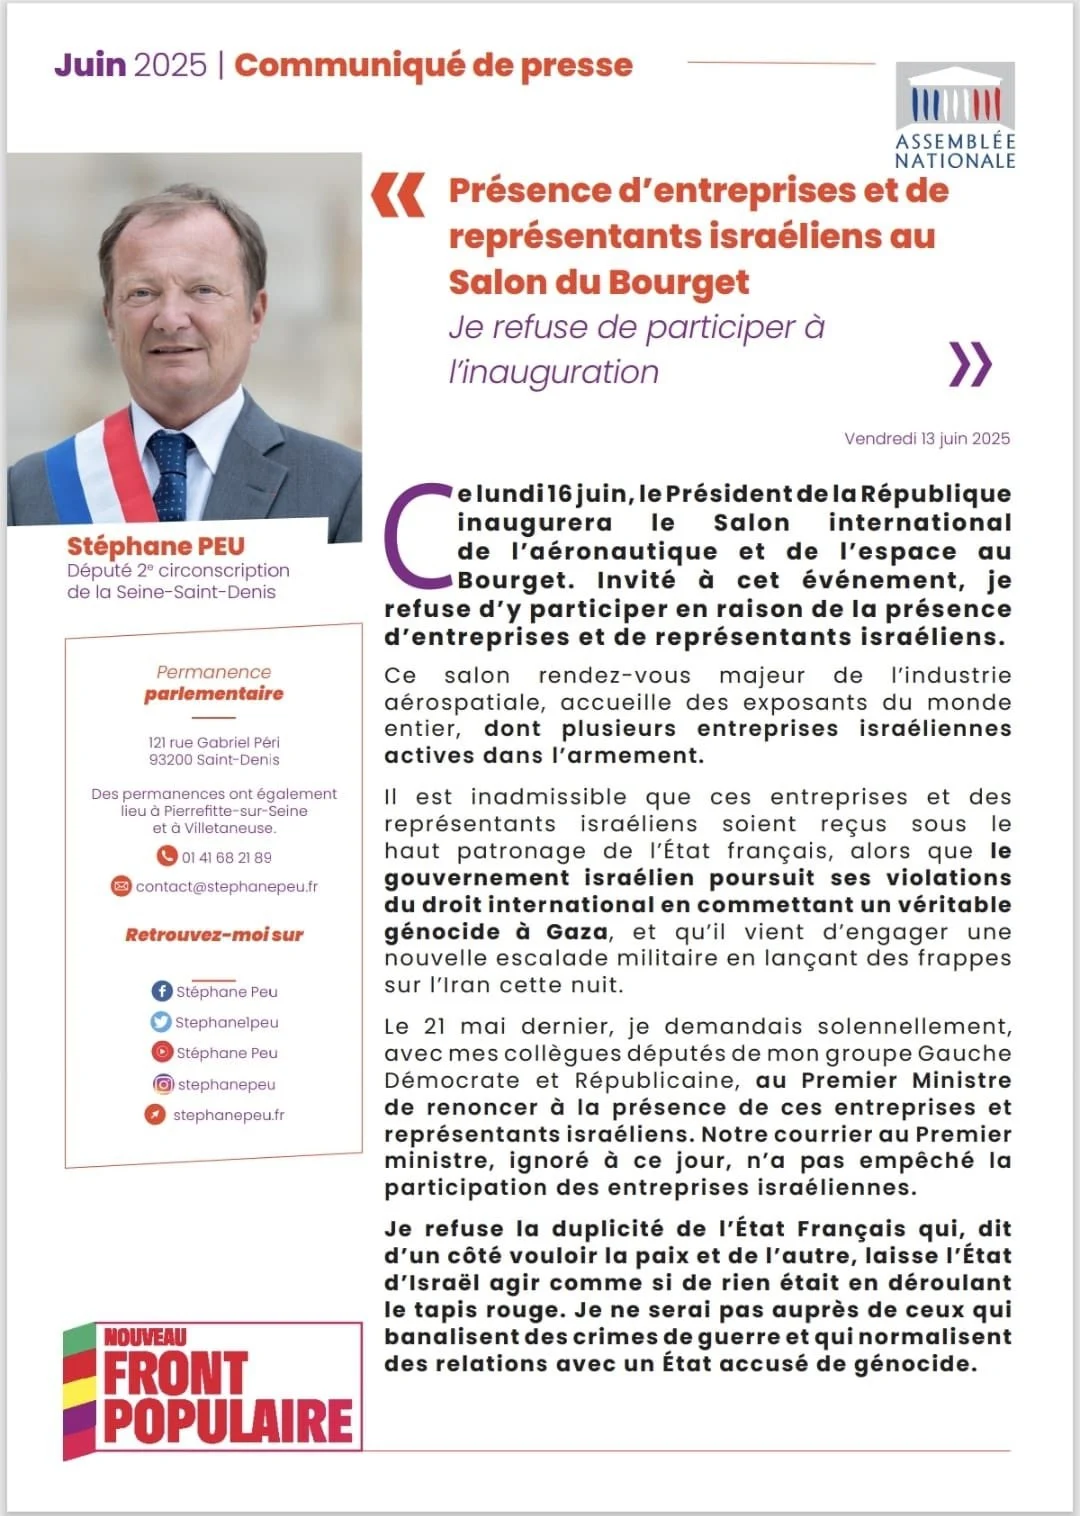 Juin 2025 | Communiqué de presse
ASSEMBLÉE
NATIONALE
« Présence d'entreprises et de
représentants israéliens au
Salon du Bourget
Je refuse de participer à
l'inauguration »
Vendredi 13 juin 2025
Stéphane PEU
Député 2e circonscription
de la Seine-Saint-Denis
Permanence
parlementaire
121 rue Gabriel Péri
93200 Saint-Denis
Des permanences ont également
lieu à Pierrefitte-sur-Seine
et à Villetaneuse.
01 41 68 21 89
contact@stephanepeu.fr
Retrouvez-moi sur
Stéphane Peu
Stephane1peu
Stéphane Peu
stephanepeu
stephanepeu.fr
NOUVEAU
FRONT
POPULAIRE
Ce lundi 16 juin, le Président de la République
inaugurera le Salon international
de l'aéronautique et de l'espace au
Bourget. Invité à cet événement, je
refuse d'y participer en raison de la présence
d'entreprises et de représentants israéliens.
Ce salon rendez-vous majeur de l'industrie
aérospatiale, accueille des exposants du monde
entier, dont plusieurs entreprises israéliennes
actives dans l'armement.
Il est inadmissible que ces entreprises et des
représentants israéliens soient reçus sous le
haut patronage de l'État français, alors que le
gouvernement israélien poursuit ses violations
du droit international en commettant un véritable
génocide à Gaza, et qu'il vient d'engager une
nouvelle escalade militaire en lançant des frappes
sur l'Iran cette nuit.
Le 21 mai dernier, je demandais solennellement,
avec mes collègues députés de mon groupe Gauche
Démocrate et Républicaine, au Premier Ministre
de renoncer à la présence de ces entreprises et
représentants israéliens. Notre courrier au Premier
ministre, ignoré à ce jour, n'a pas empêché la
participation des entreprises israéliennes.
Je refuse la duplicité de l'État Français qui, dit
d'un côté vouloir la paix et de l'autre, laisse l'État
d'Israël agir comme si de rien était en déroulant
le tapis rouge. Je ne serai pas auprès de ceux qui
banalisent des crimes de guerre et qui normalisent
des relations avec un État accusé de génocide.